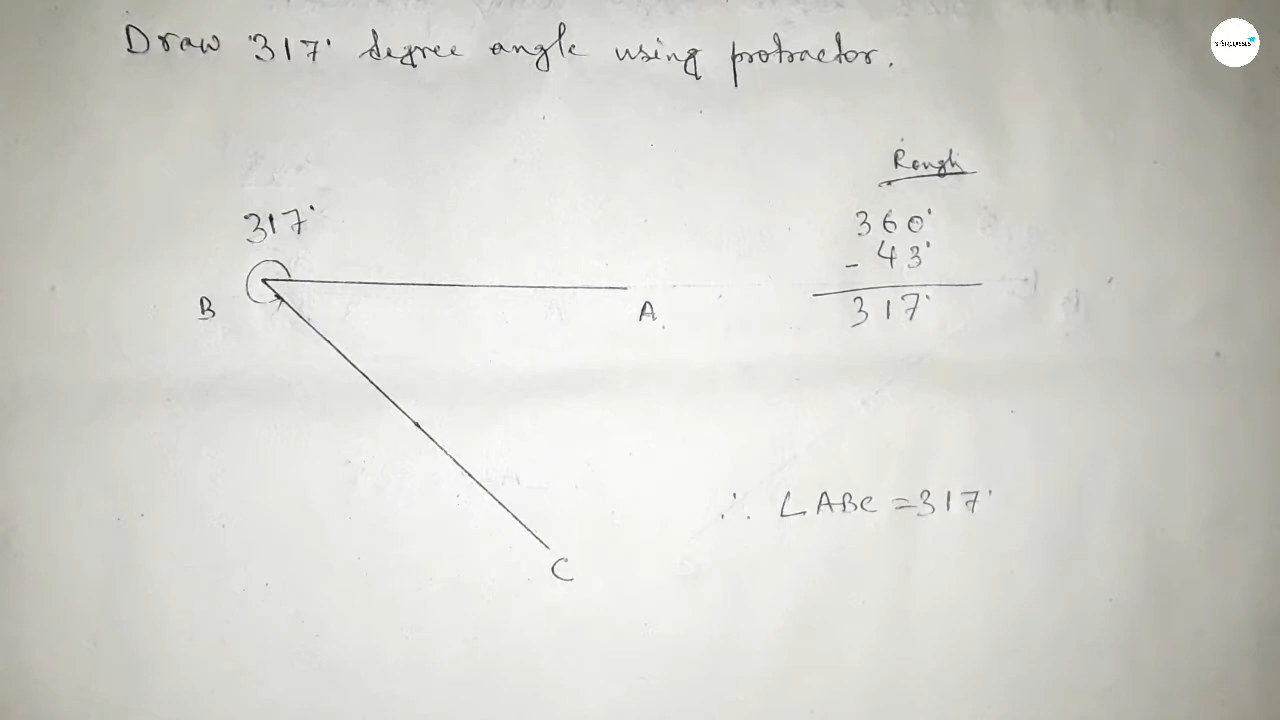 Draw 317° degree angle using protractor.
Rough
317°
360°
- 43°
317°
B
A
∴ ∠ABC = 317°
C